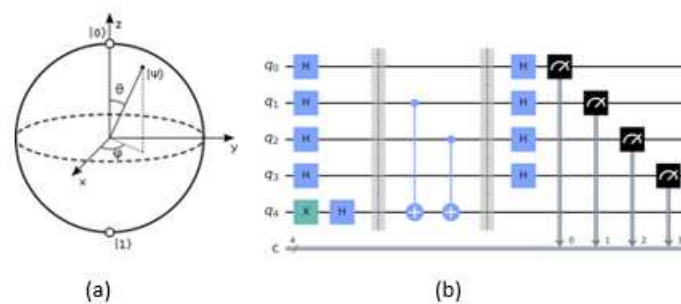 |0⟩
z
θ
|Ψ⟩
φ
x
y
|1⟩
(a)
q0 H H
q1 H H
q2 H H
q3 H H
q4 X H
c 4 0 1 2 3
(b)